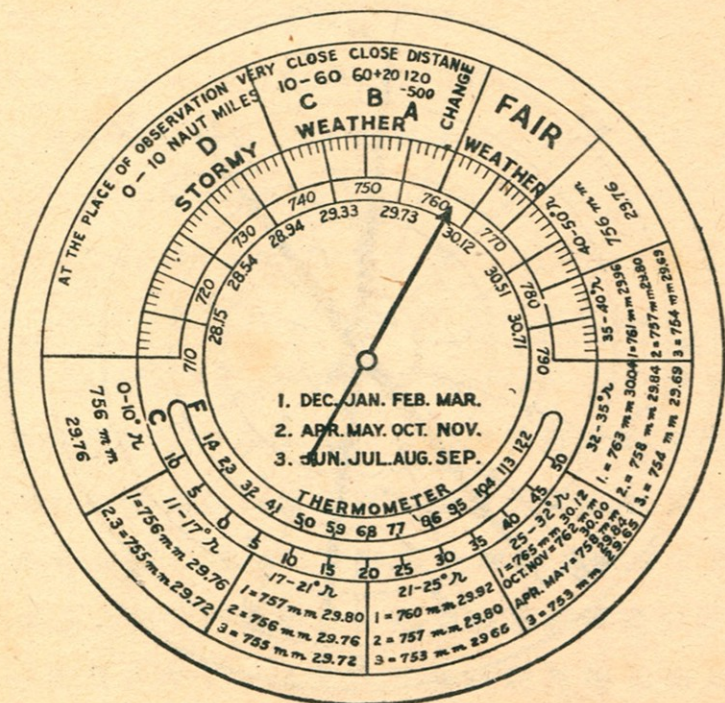 AT THE PLACE OF OBSERVATION VERY CLOSE CLOSE DISTANT
0 - 10 NAUT MILES
10-60 60+20 120
-500
D C B A
STORMY WEATHER
CHANGE
FAIR
WEATHER
710 720 730 740 750 760 770 780 790
28.15 28.54 28.94 29.33 29.73 30.12 30.51 30.71
40-50° n
756 mm
29.76
35-40° n
1=761 mm 29.96
2=757 mm 29.80
3=754 mm 29.69
32-35° n
1.=763 mm 30.04
2.=758 mm 29.84
3.=754 mm 29.69
25-32° n
1=765 mm 30.12
OCT. NOV=762 mm 30.00
APR. MAY=758 mm 29.84
3=753 mm 29.65
21-25° n
1=760 mm 29.92
2=757 mm 29.80
3=753 mm 2965
17-21° n
1=757 mm 29.80
2=756 mm 29.76
3=755 mm 29.72
11-17° n
1=756 mm 29.76
2.3=755 mm 29.72
0-10° n
756 mm
29.76
1. DEC. JAN. FEB. MAR.
2. APR. MAY. OCT. NOV.
3. JUN. JUL. AUG. SEP.
THERMOMETER
F 14 23 32 41 50 59 68 77 86 95 104 113 122
C 10 5 0 5 10 15 20 25 30 35 40 45 50